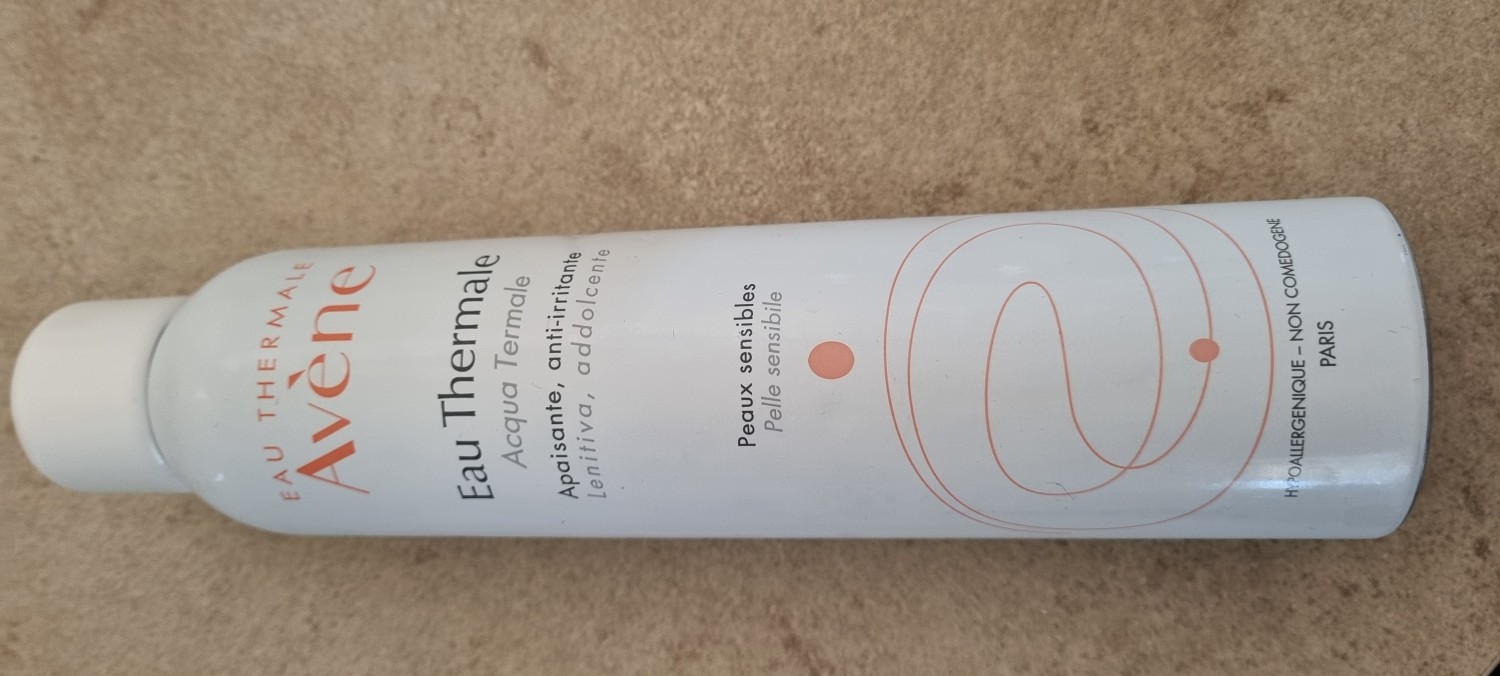 EAU THERMALE
Avène
Eau Thermale
Acqua Termale
Apaisante, anti-irritante
Lenitiva, addolcente
Peaux sensibles
Pelle sensibile
HYPOALLERGENIQUE – NON COMEDOGENE
PARIS